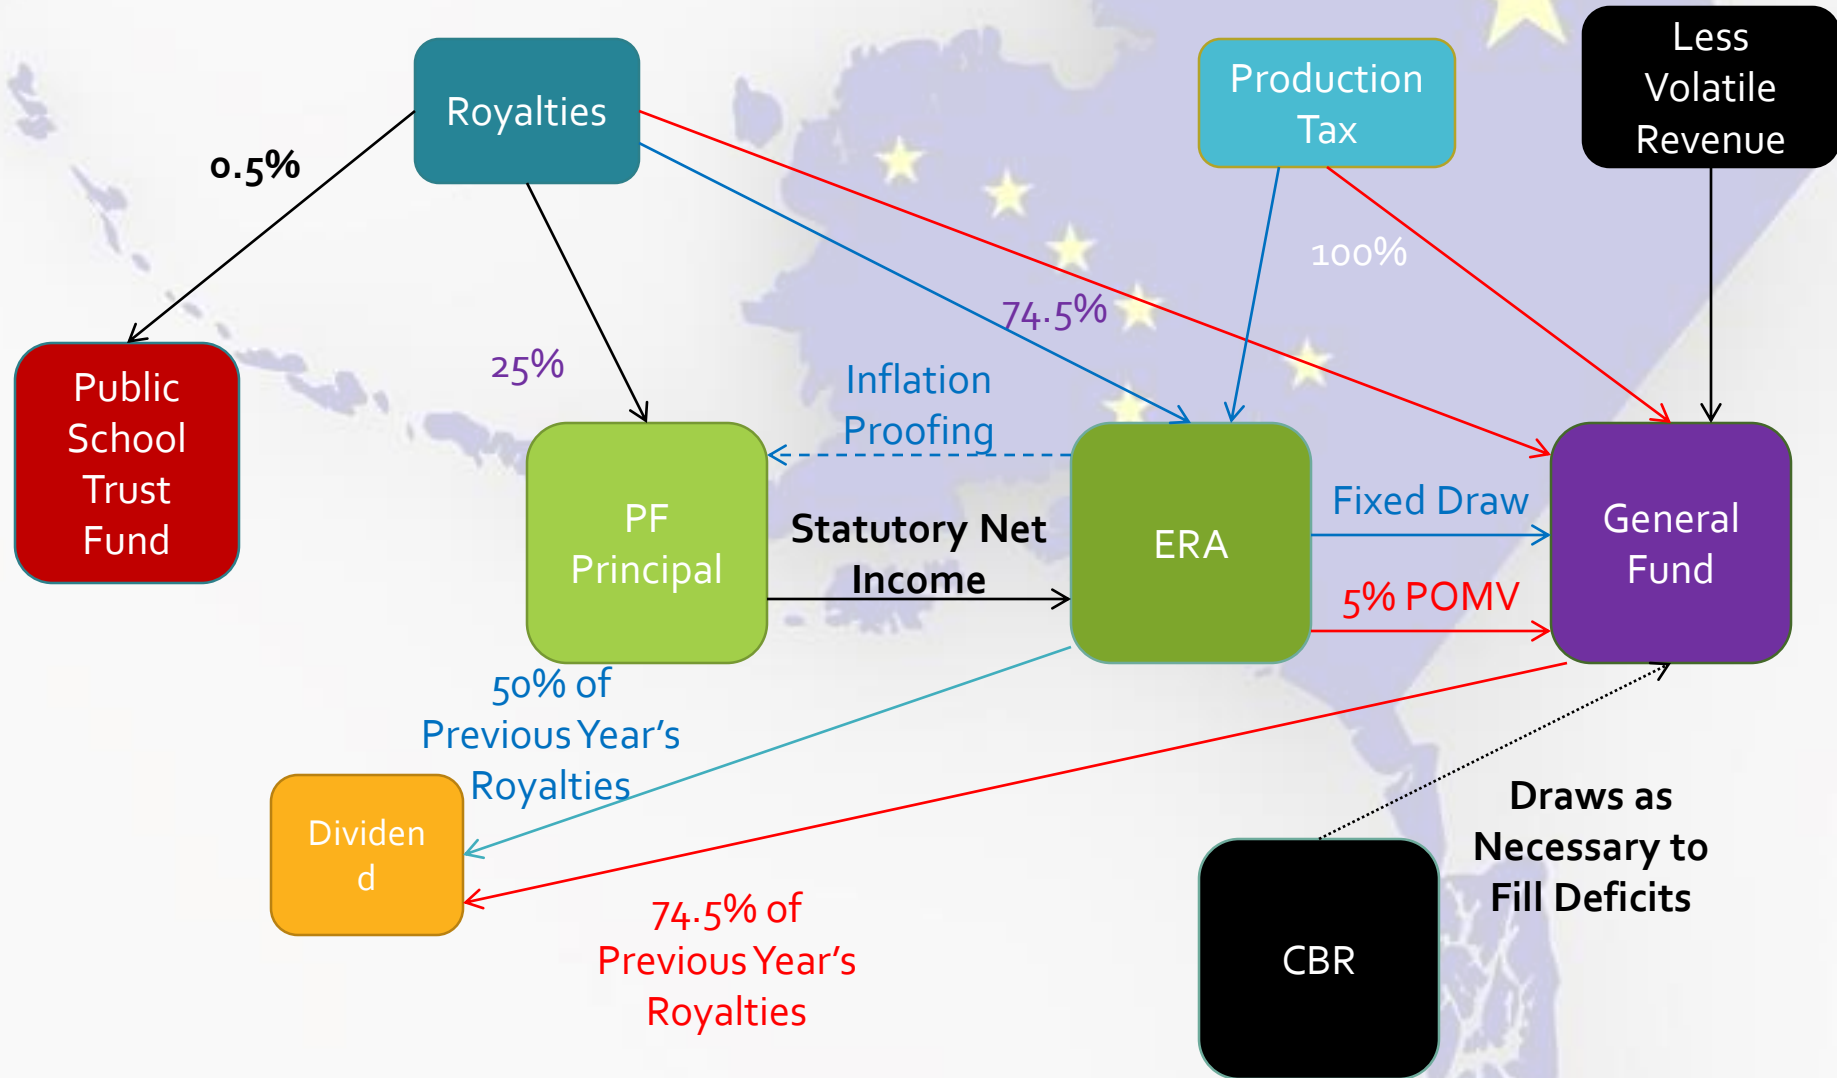 Royalties
Production
Tax
Less
Volatile
Revenue
0.5%
100%
74.5%
25%
Public
School
Trust
Fund
Inflation
Proofing
PF
Principal
Statutory Net
Income
ERA
Fixed Draw
5% POMV
General
Fund
50% of
Previous Year’s
Royalties
Dividen
d
74.5% of
Previous Year’s
Royalties
Draws as
Necessary to
Fill Deficits
CBR